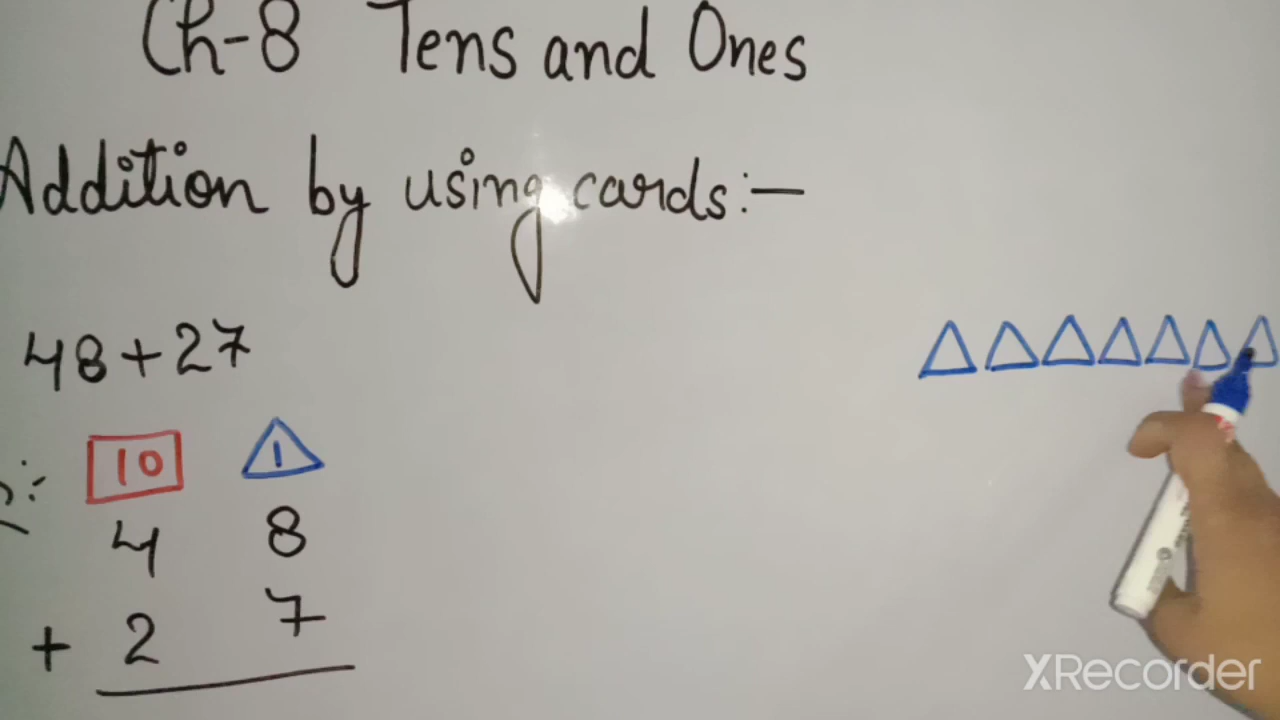 Ch-8 Tens and Ones
Addition by using cards:-
48+27
10 1
4 8
+ 2 7
XRecorder